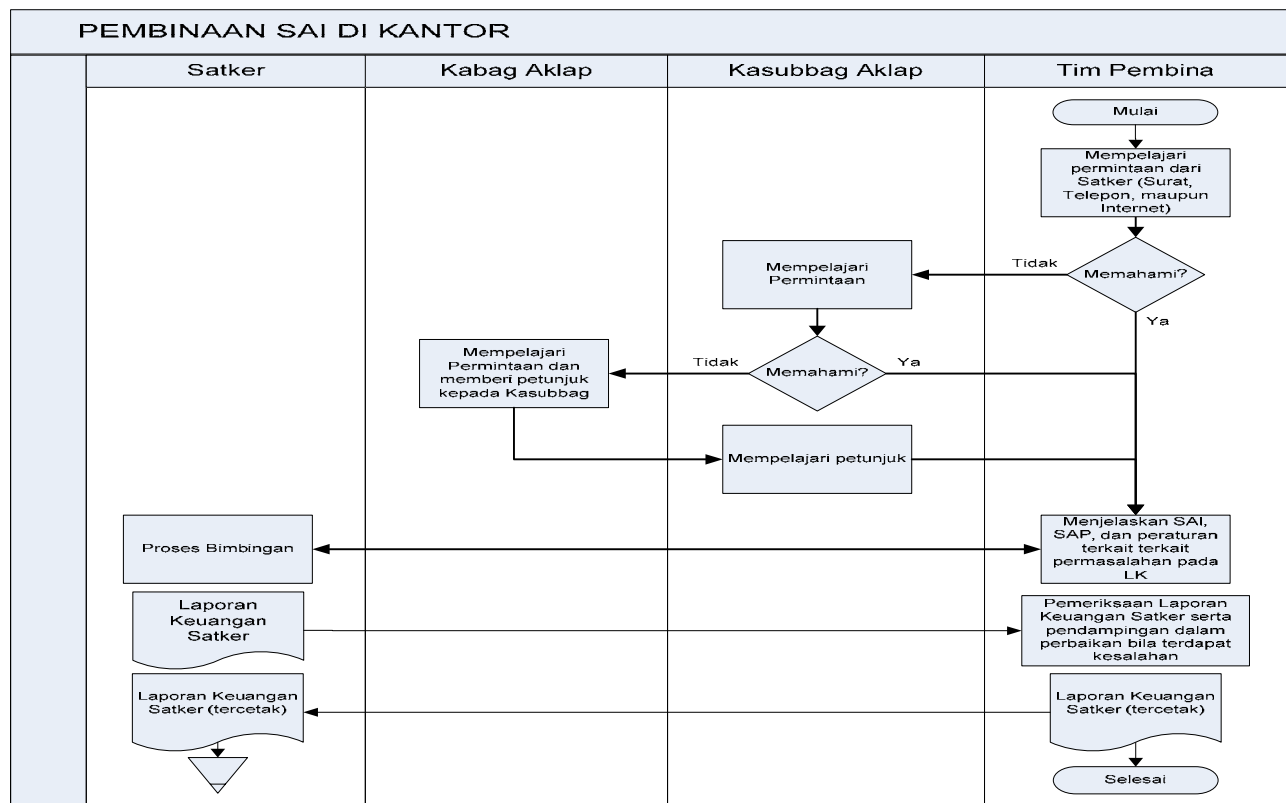 PEMBINAAN SAI DI KANTOR
Satker
Kabag Aklap
Kasubbag Aklap
Tim Pembina
Mulai
Mempelajari
permintaan dari
Satker (Surat,
Telepon, maupun
Internet)
Memahami?
Tidak
Ya
Mempelajari
Permintaan
Memahami?
Tidak
Ya
Mempelajari
Permintaan dan
memberi petunjuk
kepada Kasubbag
Mempelajari petunjuk
Proses Bimbingan
Menjelaskan SAI,
SAP, dan peraturan
terkait terkait
permasalahan pada
LK
Laporan
Keuangan
Satker
Pemeriksaan Laporan
Keuangan Satker serta
pendampingan dalam
perbaikan bila terdapat
kesalahan
Laporan Keuangan
Satker (tercetak)
Laporan Keuangan
Satker (tercetak)
Selesai